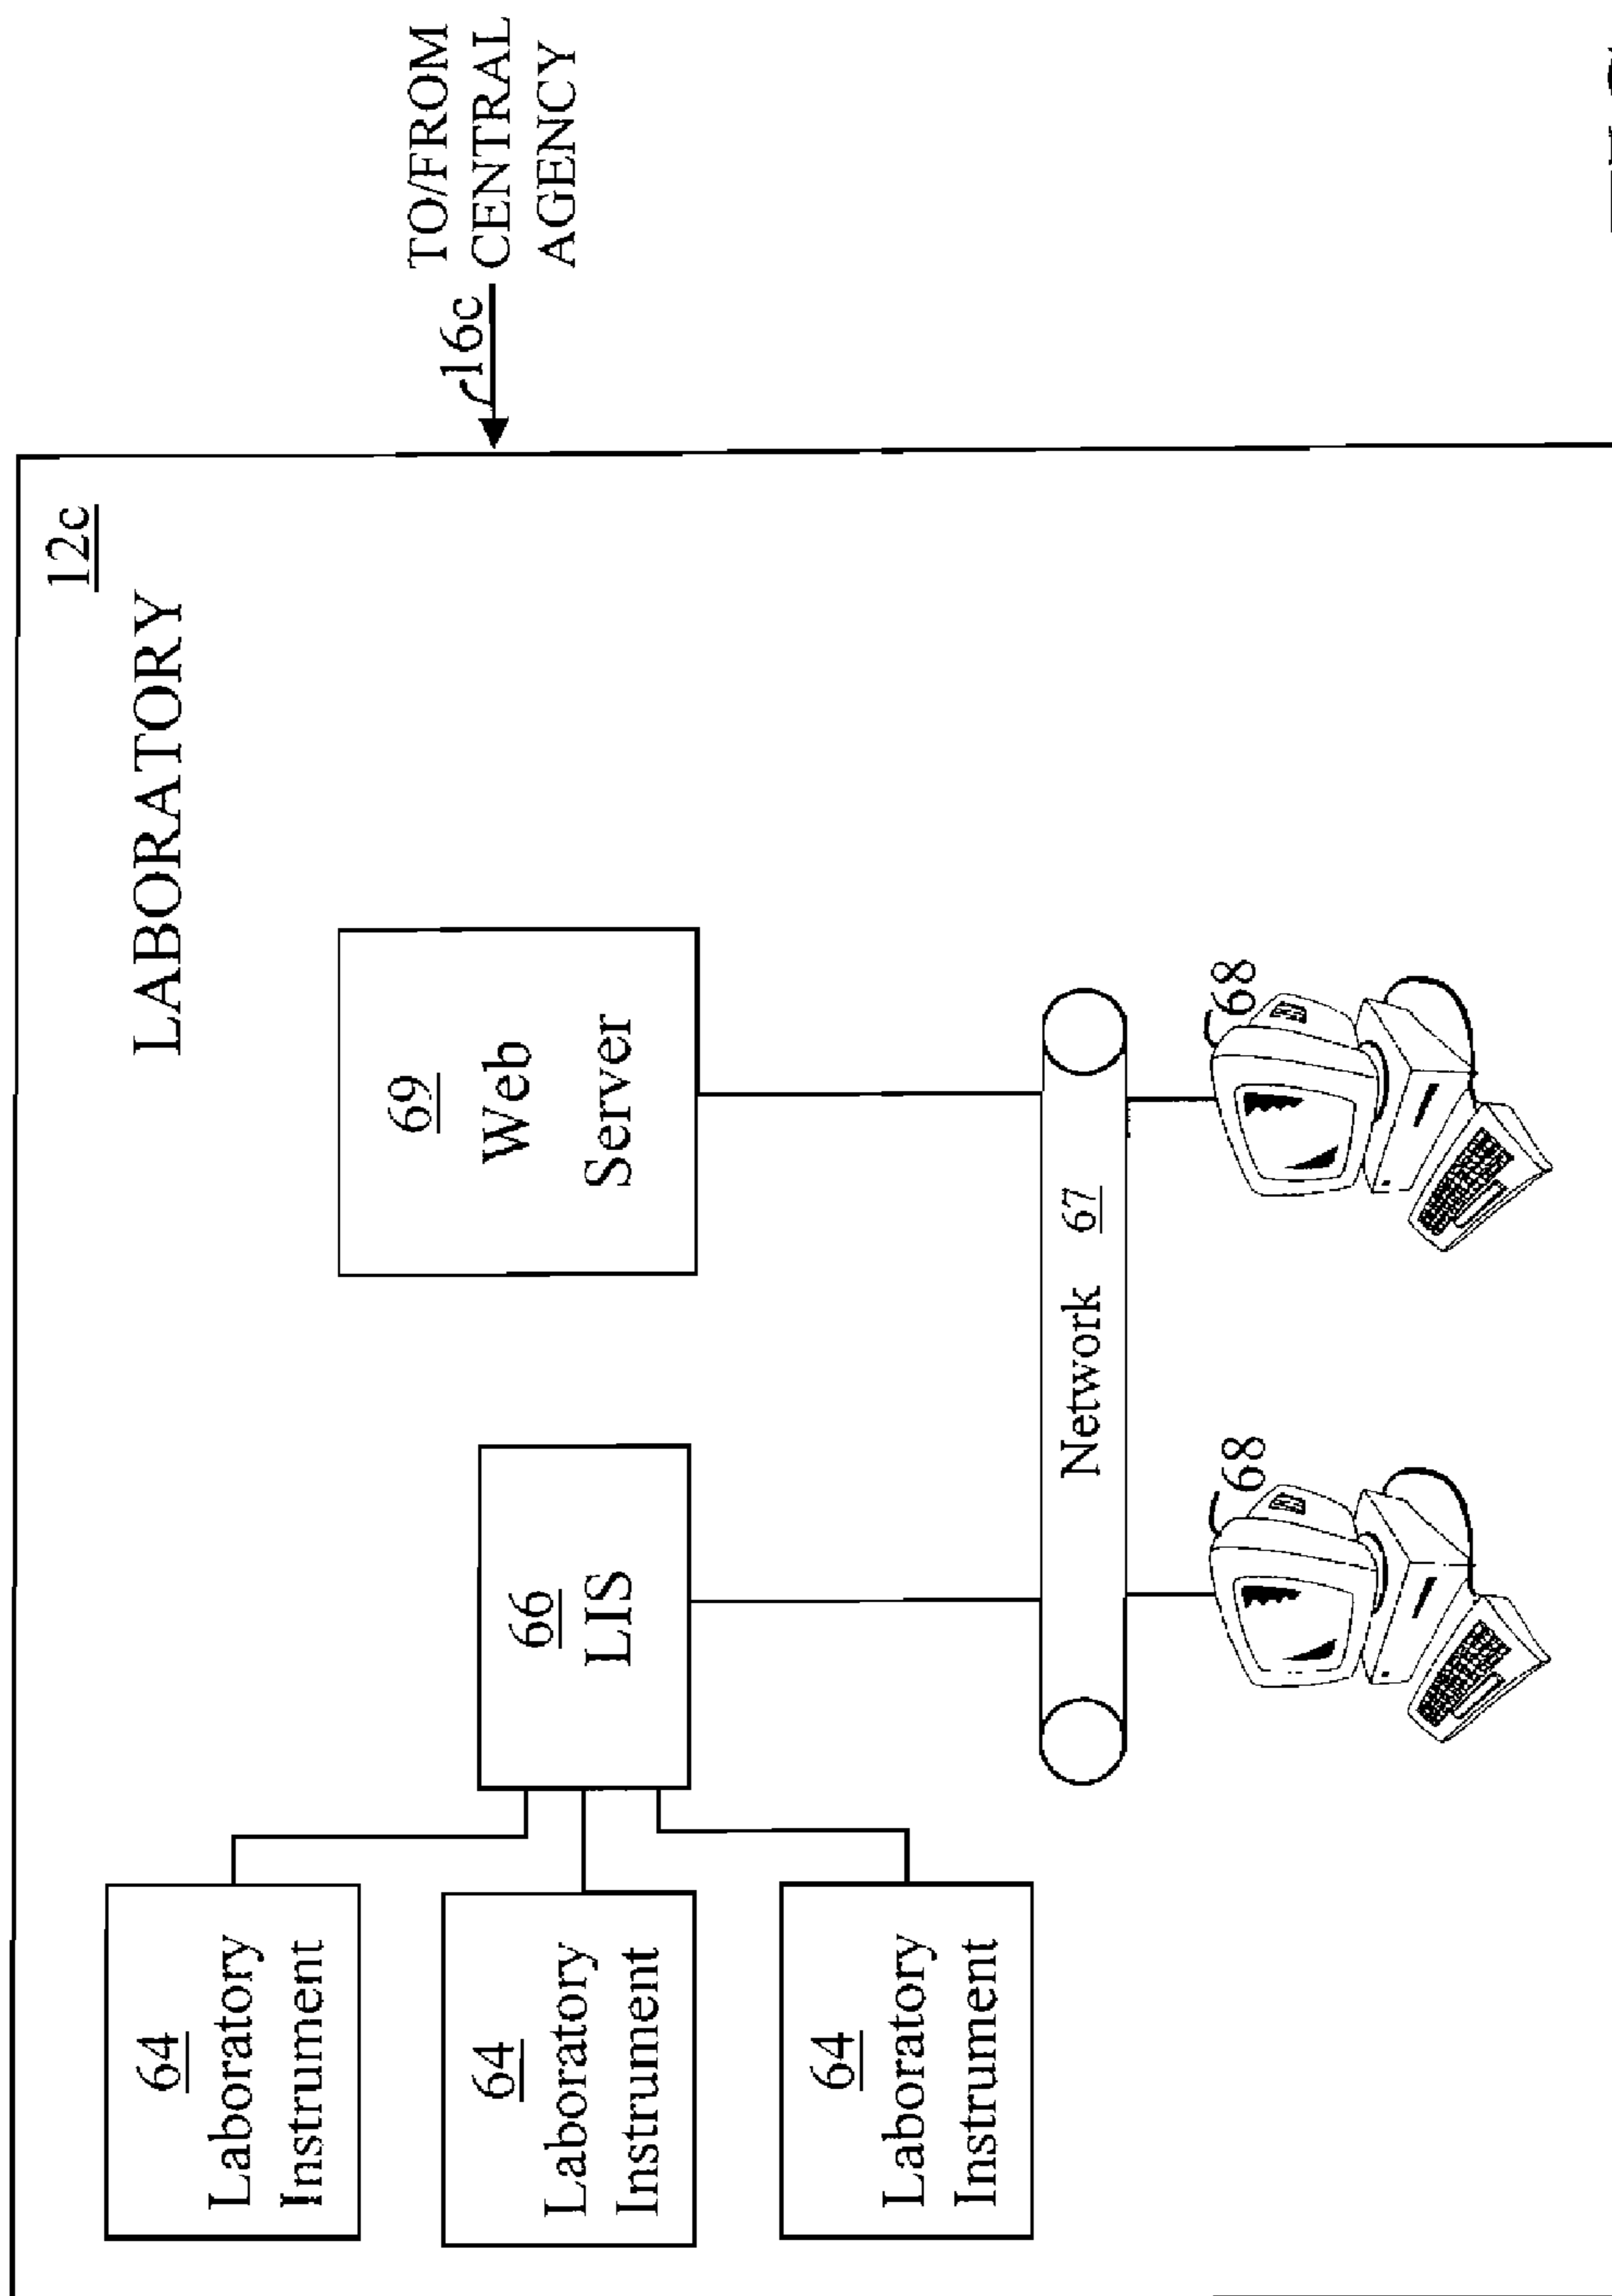 12c
LABORATORY
16c
TO/FROM
CENTRAL
AGENCY
64
Laboratory
Instrument
64
Laboratory
Instrument
64
Laboratory
Instrument
66
LIS
69
Web
Server
Network 67
68
68